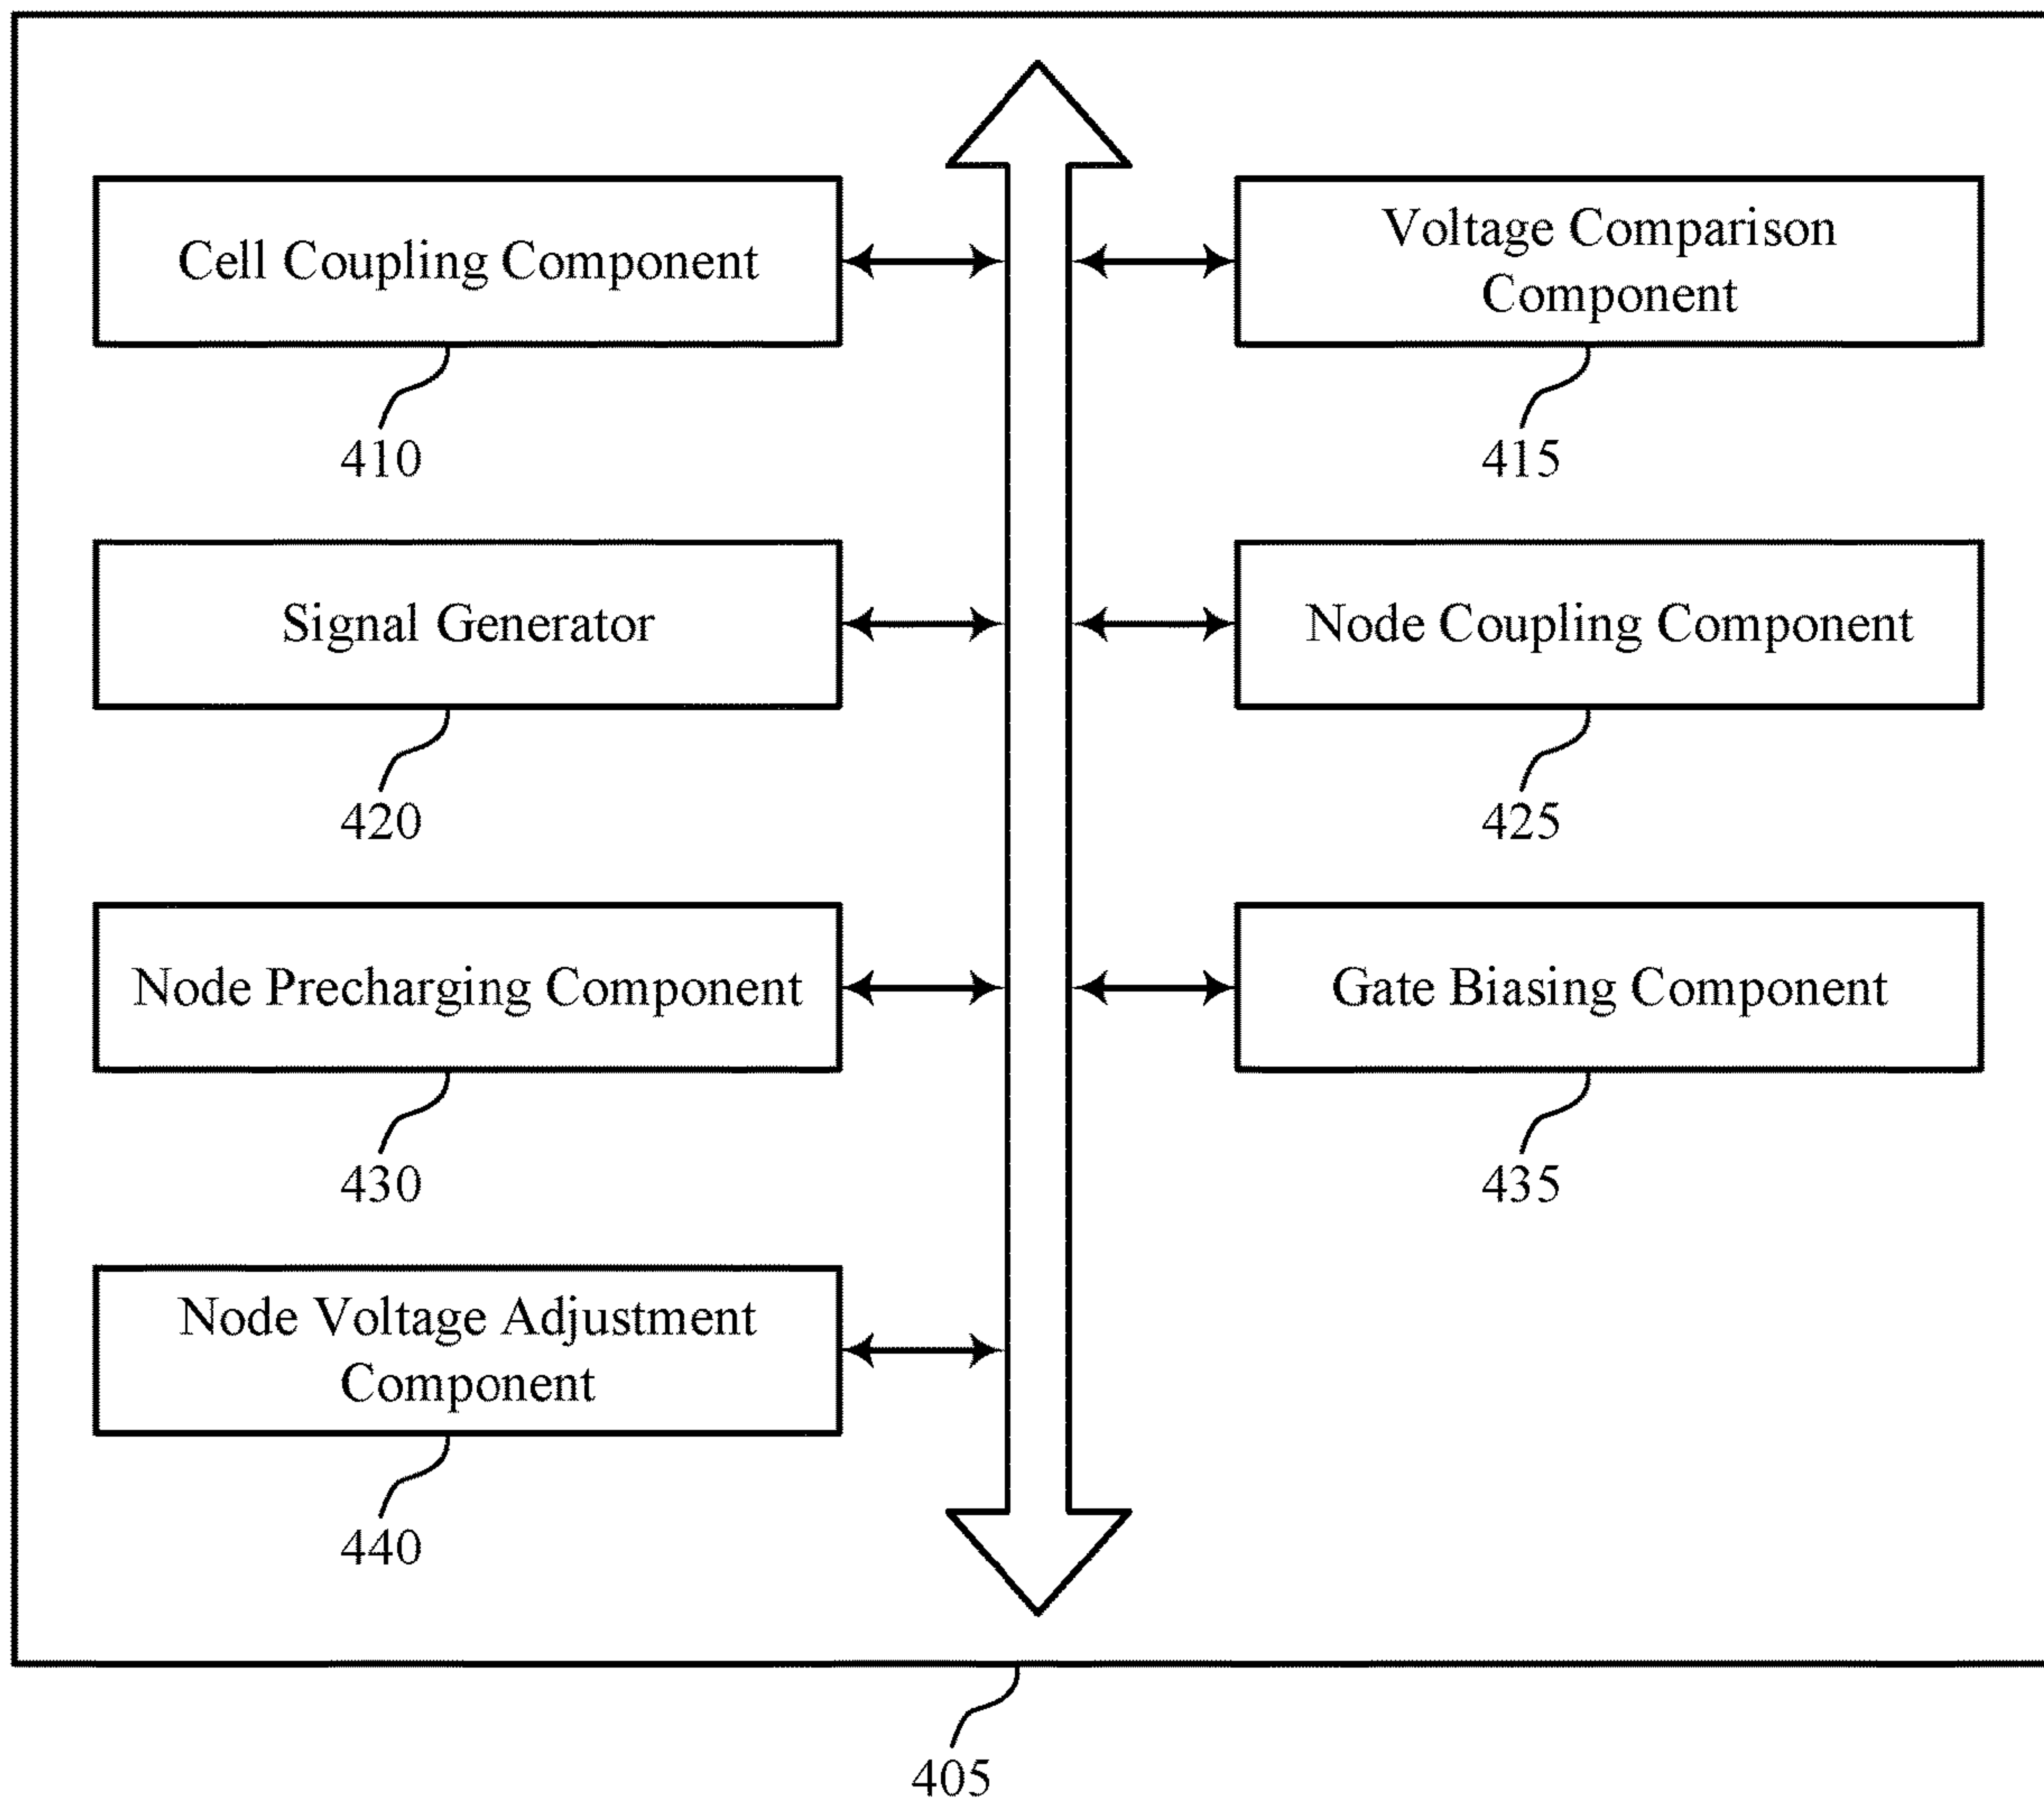 Cell Coupling Component
410
Voltage Comparison
Component
415
Signal Generator
420
Node Coupling Component
425
Node Precharging Component
430
Gate Biasing Component
435
Node Voltage Adjustment
Component
440
405